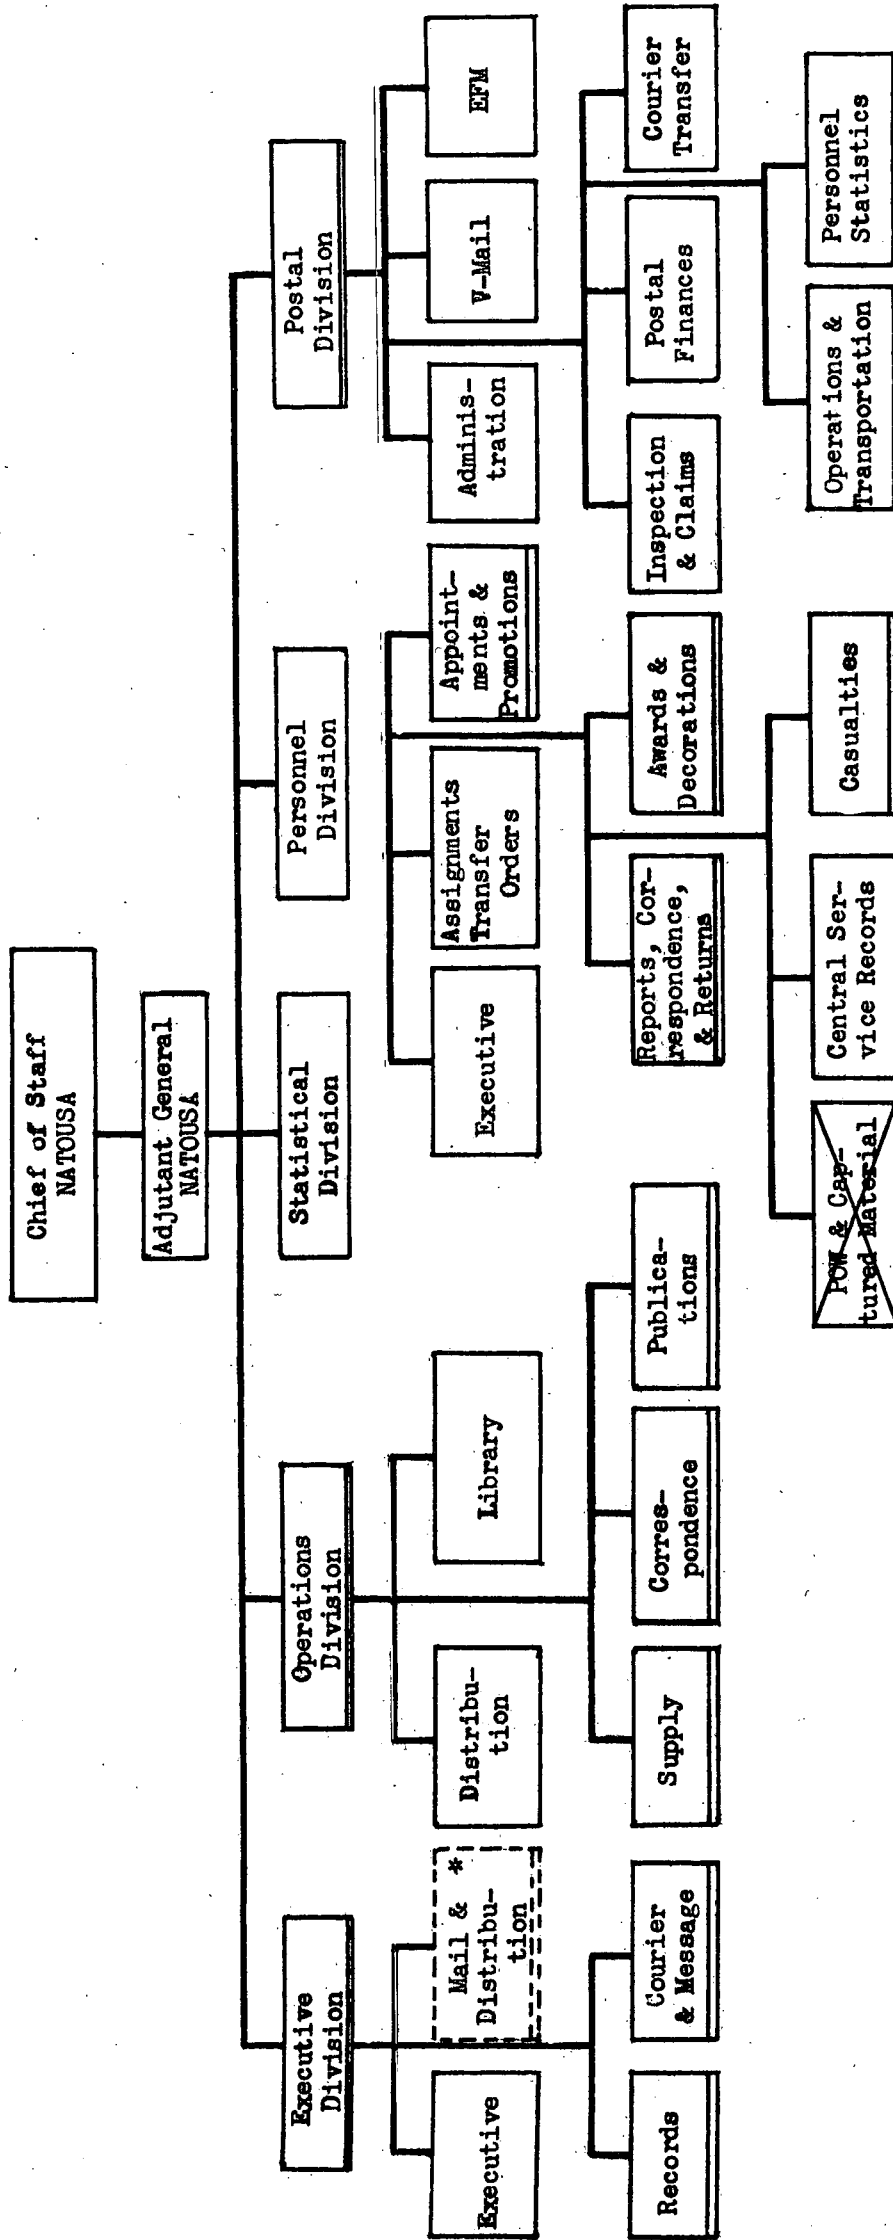 Chief of Staff
NATOUSA
Adjutant General
NATOUSA
Executive
Division
Operations
Division
Statistical
Division
Personnel
Division
Postal
Division
Executive
Mail & *
Distribu-
tion
Distribu-
tion
Library
Executive
Assignments
Transfer
Orders
Appoint-
ments &
Promotions
Adminis-
tration
V-Mail
EFM
Records
Courier
& Message
Supply
Corres-
pondence
Publica-
tions
Reports, Cor-
respondence,
& Returns
Awards &
Decorations
Inspection
& Claims
Postal
Finances
Courier
Transfer
POW & Cap-
tured Material
Central Ser-
vice Records
Casualties
Operations &
Transportation
Personnel
Statistics